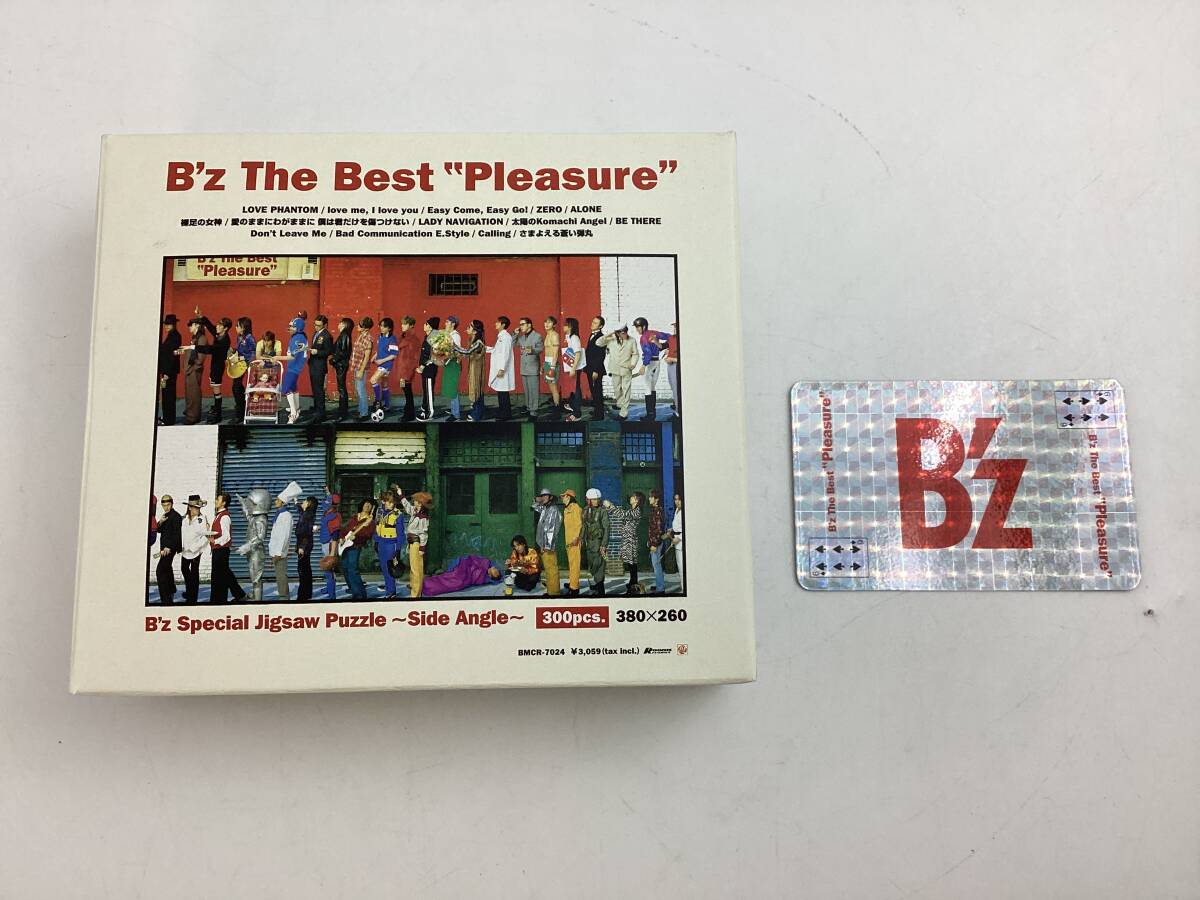 B'z The Best "Pleasure"
LOVE PHANTOM / love me, I love you / Easy Come, Easy Go! / ZERO / ALONE
裸足の女神 / 愛のままにわがままに 僕は君だけを傷つけない / LADY NAVIGATION / 太陽のKomachi Angel / BE THERE
Don't Leave Me / Bad Communication E.Style / Calling / さまよえる蒼い弾丸
B'z The Best
"Pleasure"
B'z Special Jigsaw Puzzle ~Side Angle~ 300pcs. 380×260
BMCR-7024 ¥3,059(tax incl.)
B'z The Best "Pleasure"
B'z
B'z The Best "Pleasure"